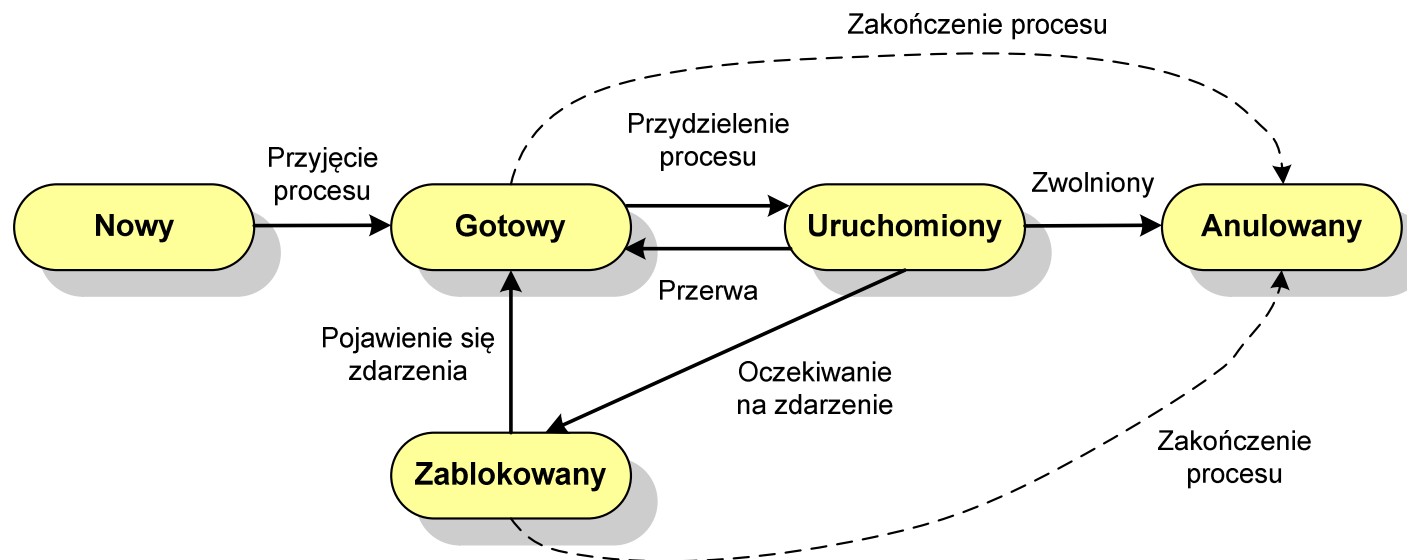 Zakończenie procesu
Przydzielenie
procesu
Przyjęcie
procesu
Zwolniony
Nowy
Gotowy
Uruchomiony
Anulowany
Przerwa
Pojawienie się
zdarzenia
Oczekiwanie
na zdarzenie
Zablokowany
Zakończenie
procesu